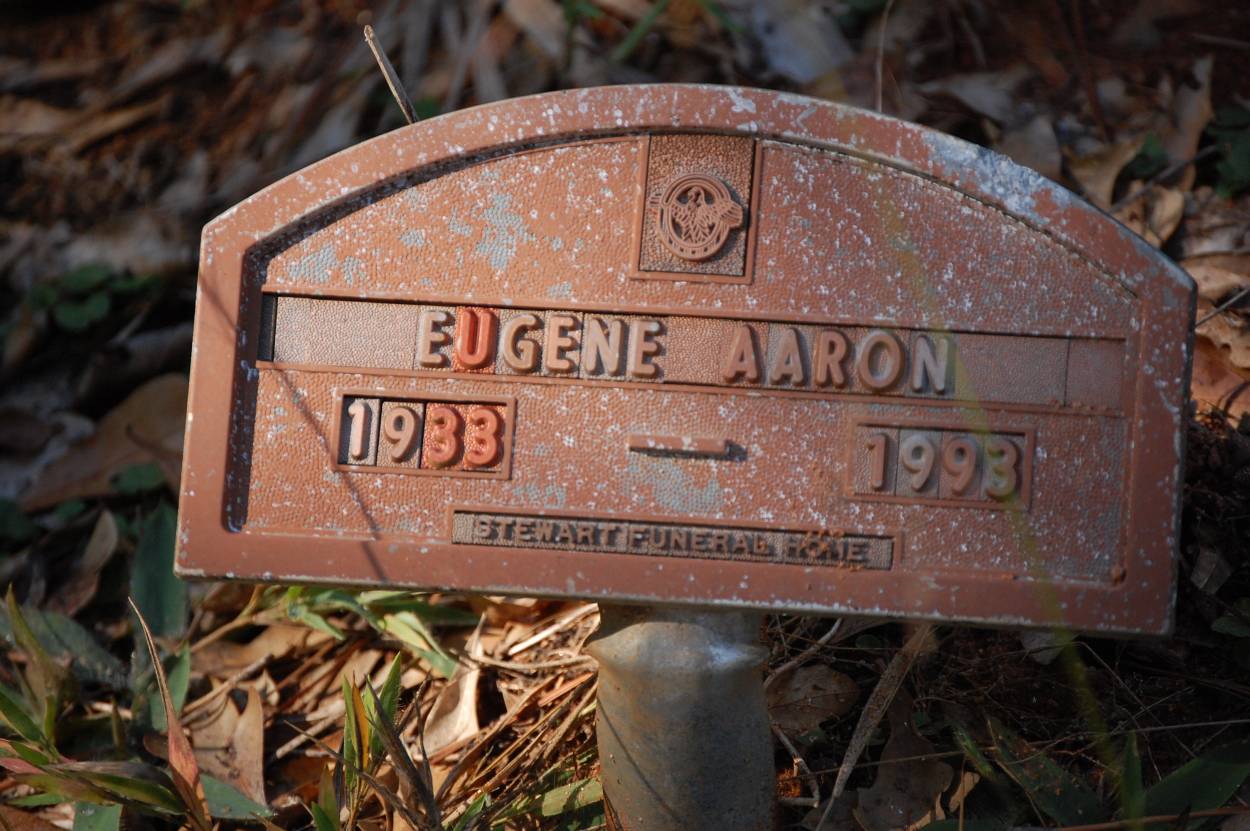 EUGENE AARON
1933 — 1993
STEWART FUNERAL HOME